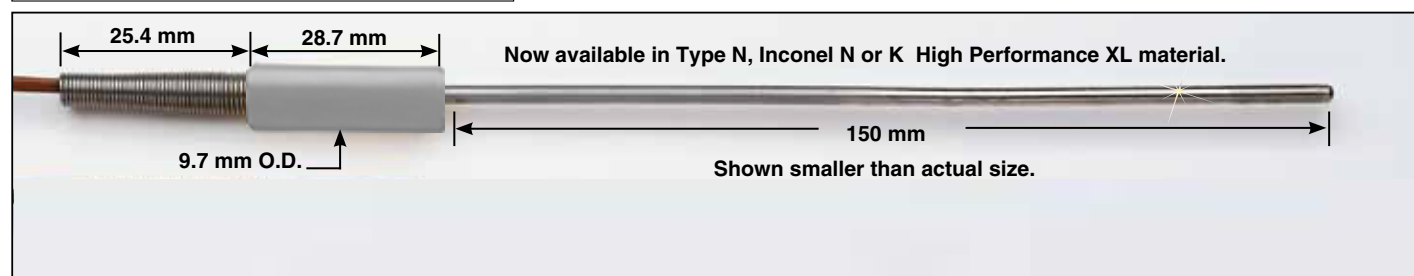 25.4 mm
28.7 mm
Now available in Type N, Inconel N or K High Performance XL material.
150 mm
9.7 mm O.D.
Shown smaller than actual size.